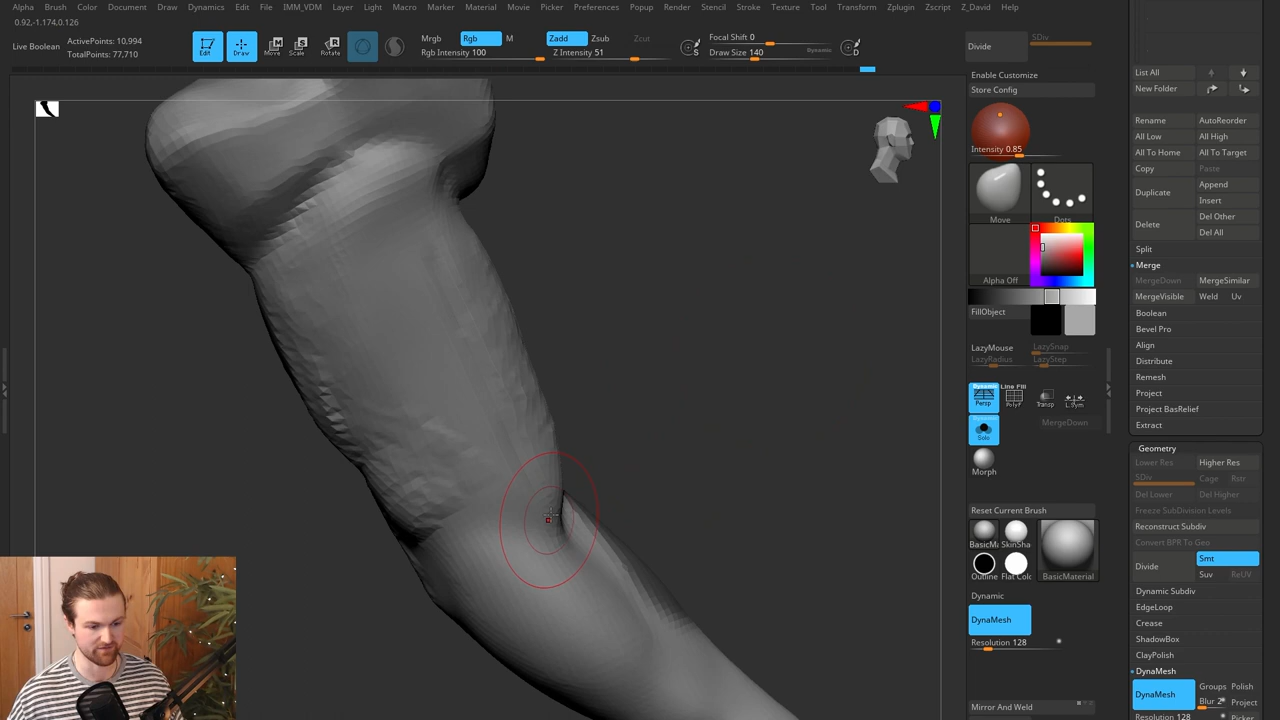 Alpha Brush Color Document Draw Dynamics Edit File IMM_VDM Layer Light Macro Marker Material Movie Picker Preferences Popup Render Stencil Stroke Texture Tool Transform Zplugin Zscript Z_David Help
0.92,-1.174,0.126
Live Boolean
ActivePoints: 10,994
TotalPoints: 77,710
Edit Draw Move Scale Rotate
Mrgb Rgb M
Rgb Intensity 100
Zadd Zsub Zcut
Z Intensity 51
S
Focal Shift 0
Draw Size 140
Dynamic
D
Divide
SDiv
Enable Customize
Store Config
Intensity 0.85
Move
Dots
Alpha Off
FillObject
LazyMouse
LazySnap
LazyRadius
LazyStep
Dynamic
Persp
Line Fill
PolyF
Transp
L.Sym
Dynamic
Solo
MergeDown
Morph
Reset Current Brush
BasicMa
SkinSha
Outline
Flat Colo
BasicMaterial
Dynamic
DynaMesh
Resolution 128
Mirror And Weld
List All
New Folder
Rename AutoReorder
All Low All High
All To Home All To Target
Copy Paste
Duplicate
Append
Insert
Delete
Del Other
Del All
Split
Merge
MergeDown MergeSimilar
MergeVisible Weld Uv
Boolean
Bevel Pro
Align
Distribute
Remesh
Project
Project BasRelief
Extract
Geometry
Lower Res Higher Res
SDiv
Cage Rstr
Del Lower Del Higher
Freeze SubDivision Levels
Reconstruct Subdiv
Convert BPR To Geo
Divide
Smt
Suv ReUV
Dynamic Subdiv
EdgeLoop
Crease
ShadowBox
ClayPolish
DynaMesh
DynaMesh
Groups Polish
Blur 2 Project
Resolution 128
Picker